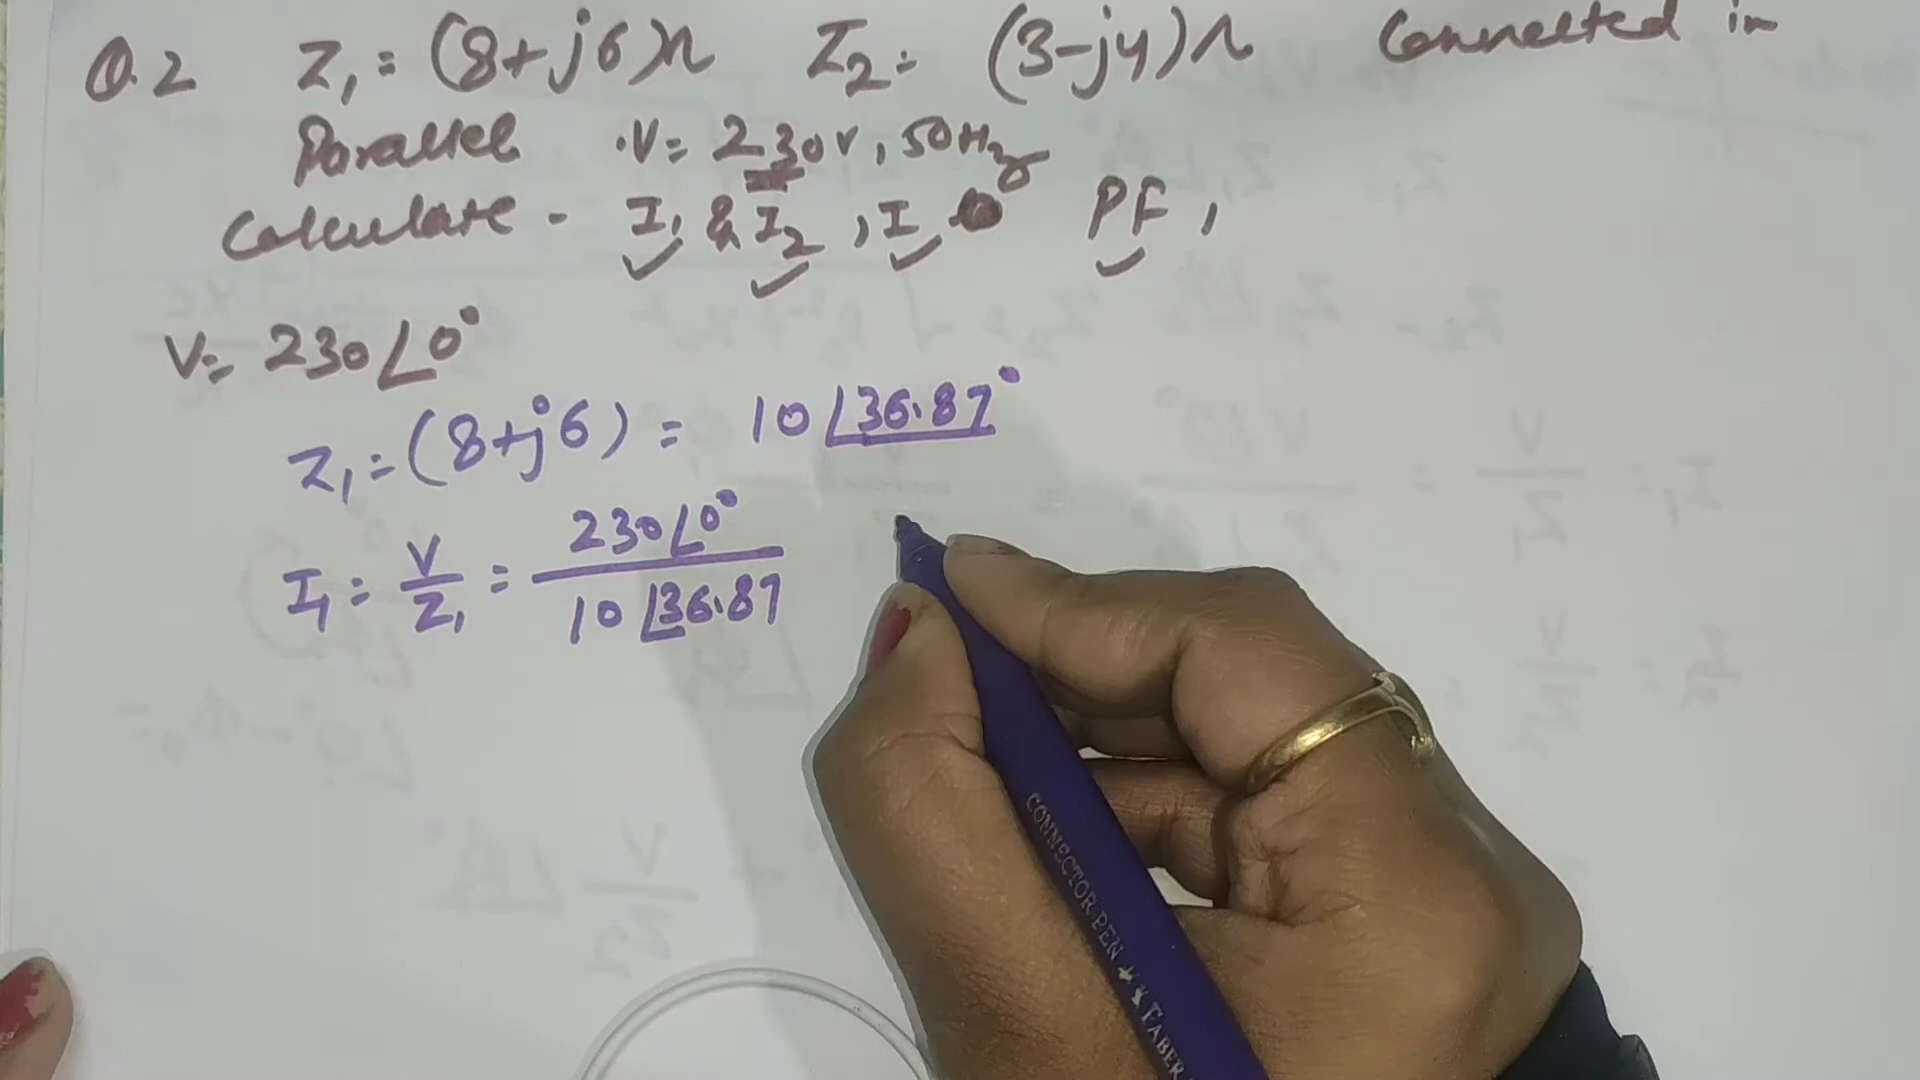 Q.2 Z₁ = (8+j6)Ω Z₂ = (3-j4)Ω Connected in
Parallel . V = 230V, 50Hz
Calculate - I₁ & I₂ , I PF ,
V = 230∠0°
Z₁ = (8+j6) = 10∠36.87°
I₁ = V/Z₁ = 230∠0° / 10∠36.87
CONNECTOR PEN FABER